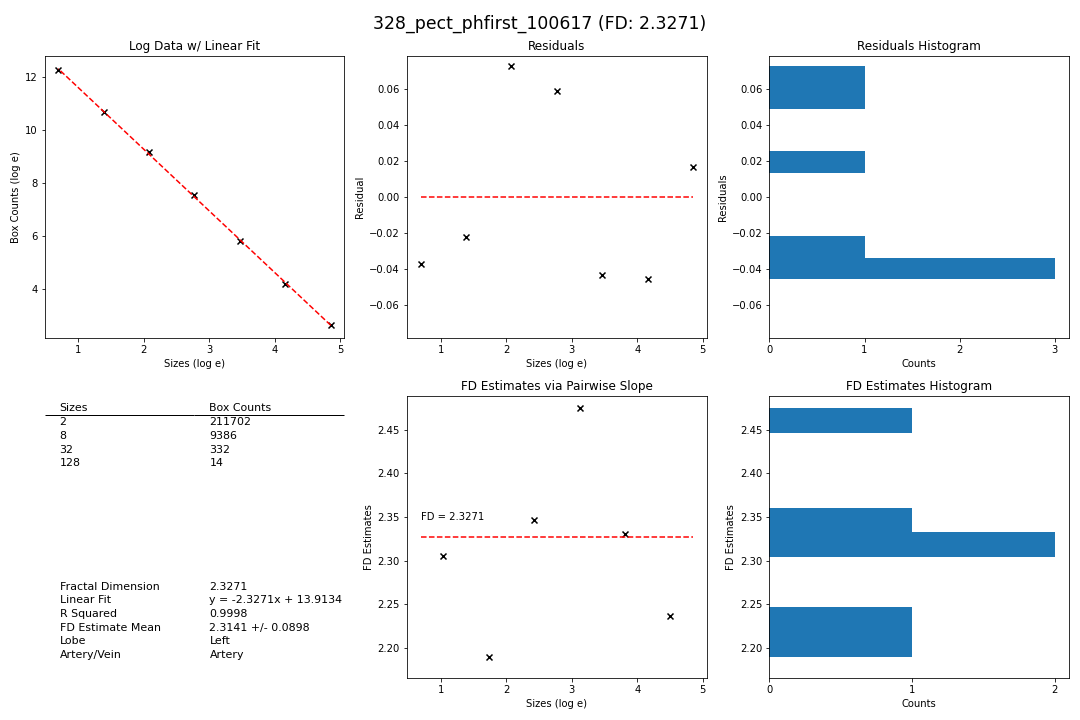 328_pect_phfirst_100617 (FD: 2.3271)
Log Data w/ Linear Fit
12
10
8
6
4
Box Counts (log e)
1 2 3 4 5
Sizes (log e)
Residuals
0.06
0.04
0.02
0.00
−0.02
−0.04
−0.06
Residual
1 2 3 4 5
Sizes (log e)
Residuals Histogram
0.06
0.04
0.02
0.00
−0.02
−0.04
−0.06
Residuals
0 1 2 3
Counts
Sizes Box Counts
2 211702
8 9386
32 332
128 14
Fractal Dimension 2.3271
Linear Fit y = -2.3271x + 13.9134
R Squared 0.9998
FD Estimate Mean 2.3141 +/- 0.0898
Lobe Left
Artery/Vein Artery
FD Estimates via Pairwise Slope
2.45
2.40
2.35
2.30
2.25
2.20
FD Estimates
FD = 2.3271
1 2 3 4 5
Sizes (log e)
FD Estimates Histogram
2.45
2.40
2.35
2.30
2.25
2.20
FD Estimates
0 1 2
Counts